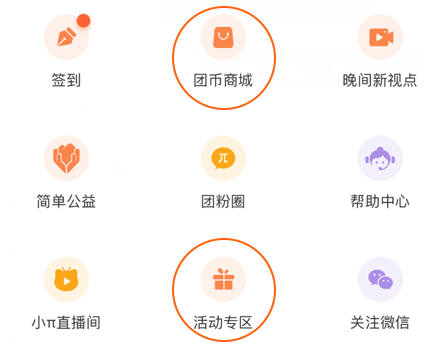 签到
团币商城
晚间新视点
简单公益
π
团粉圈
帮助中心
小π直播间
活动专区
关注微信